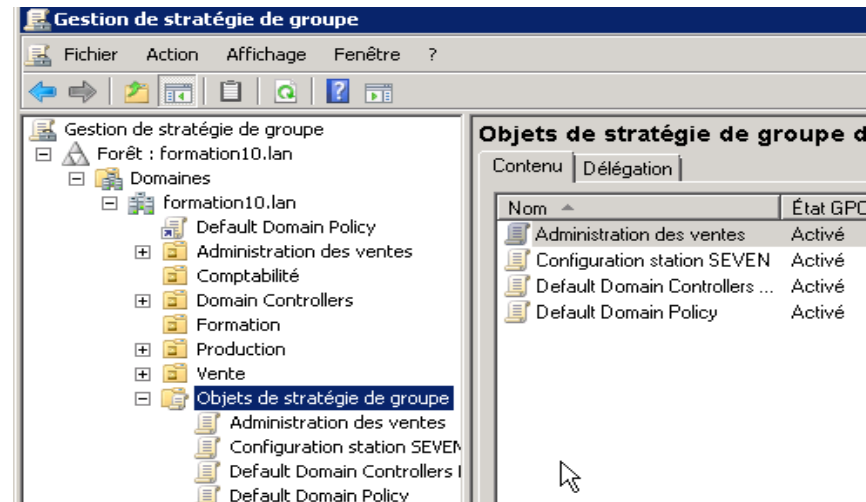 Gestion de stratégie de groupe
Fichier Action Affichage Fenêtre ?
Gestion de stratégie de groupe
Forêt : formation10.lan
Domaines
formation10.lan
Default Domain Policy
Administration des ventes
Comptabilité
Domain Controllers
Formation
Production
Vente
Objets de stratégie de groupe
Administration des ventes
Configuration station SEVEN
Default Domain Controllers
Default Domain Policy
Objets de stratégie de groupe d
Contenu Délégation
Nom État GPO
Administration des ventes Activé
Configuration station SEVEN Activé
Default Domain Controllers ... Activé
Default Domain Policy Activé